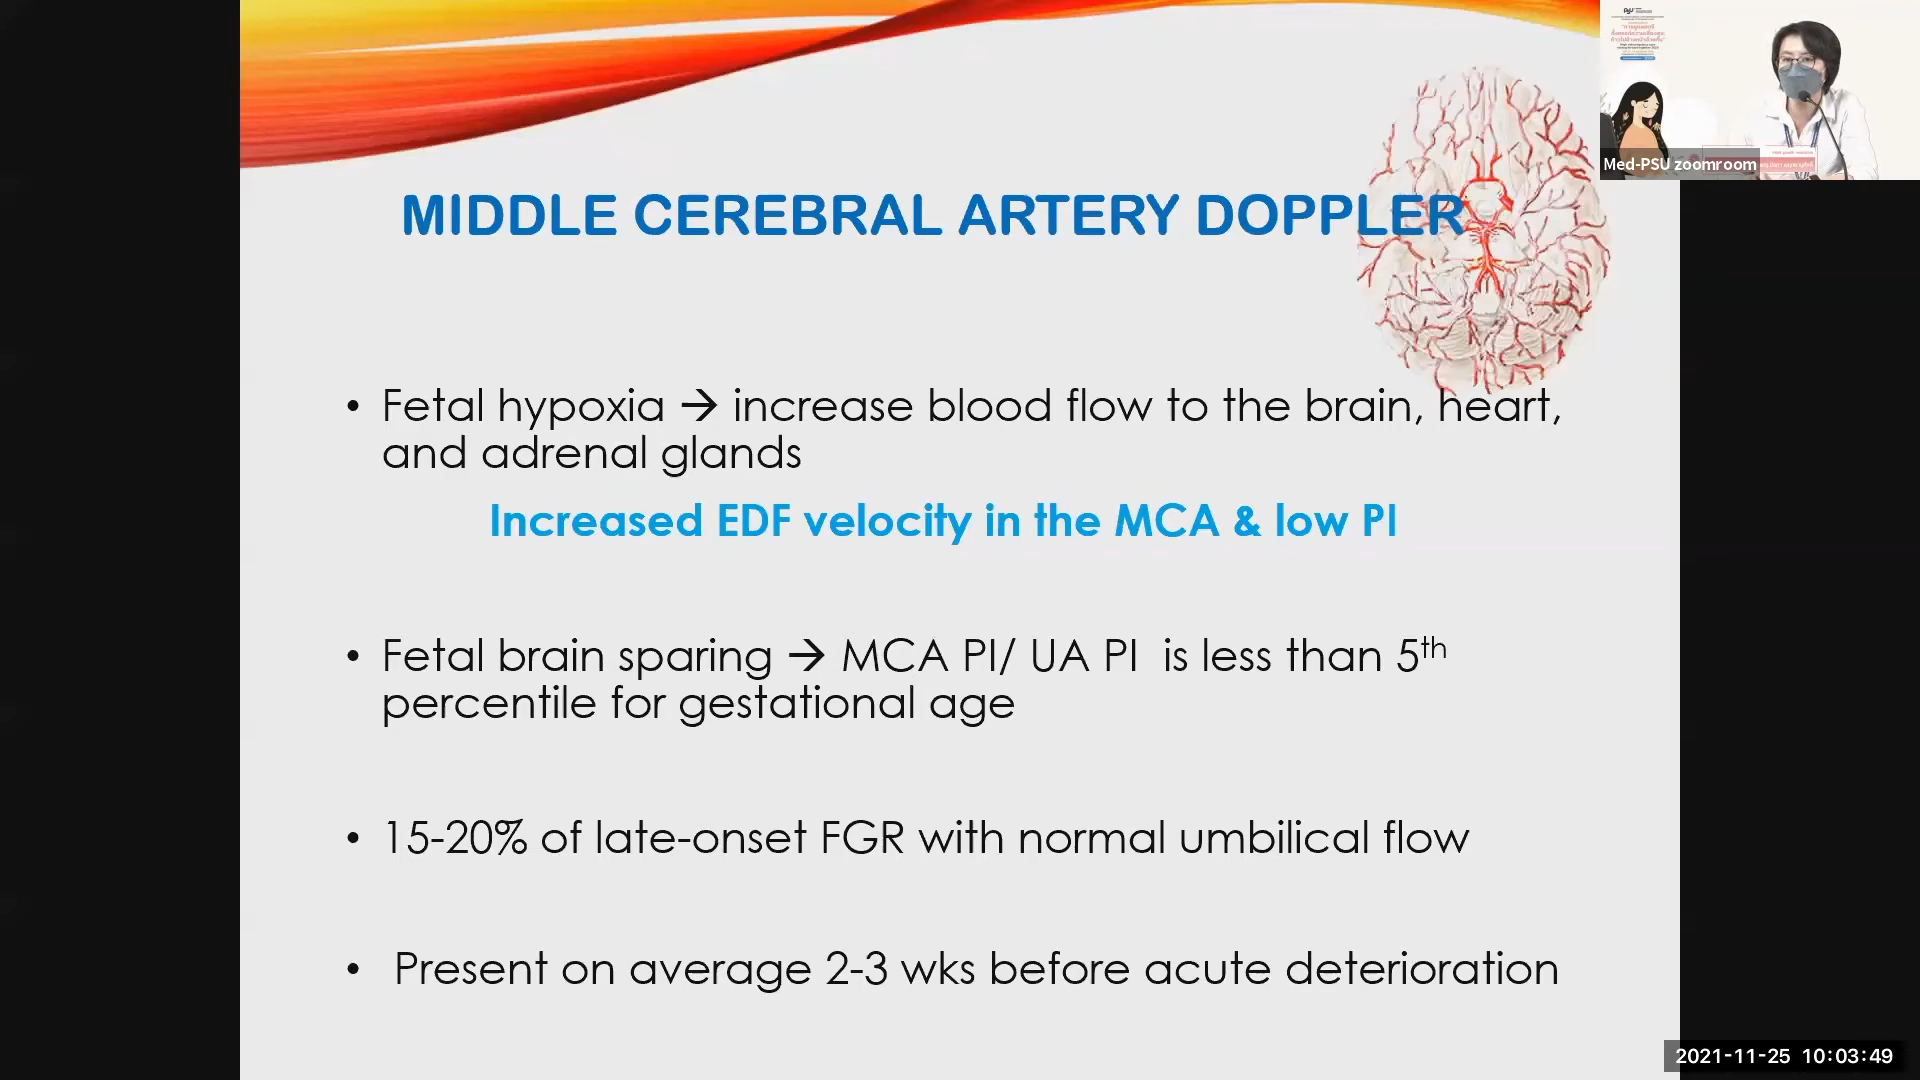 MIDDLE CEREBRAL ARTERY DOPPLER
• Fetal hypoxia → increase blood flow to the brain, heart,
and adrenal glands
Increased EDF velocity in the MCA & low PI
• Fetal brain sparing → MCA PI/ UA PI is less than 5th
percentile for gestational age
• 15-20% of late-onset FGR with normal umbilical flow
• Present on average 2-3 wks before acute deterioration
PSU
Med-PSU zoomroom
2021-11-25 10:03:49